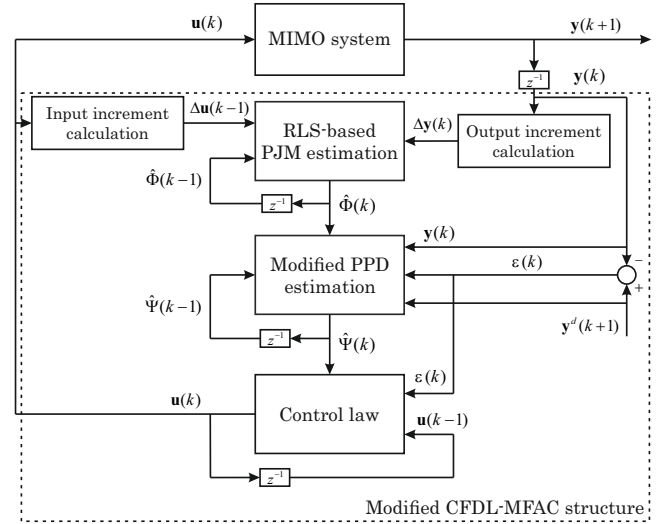 u(k)
MIMO system
y(k+1)
z⁻¹
y(k)
Input increment
calculation
Δu(k−1)
RLS-based
PJM estimation
Δy(k)
Output increment
calculation
Φ̂(k−1)
z⁻¹
Φ̂(k)
y(k)
−
Modified PPD
estimation
ε(k)
+
Ψ̂(k−1)
z⁻¹
Ψ̂(k)
yᵈ(k+1)
ε(k)
u(k)
Control law
u(k−1)
z⁻¹
Modified CFDL-MFAC structure